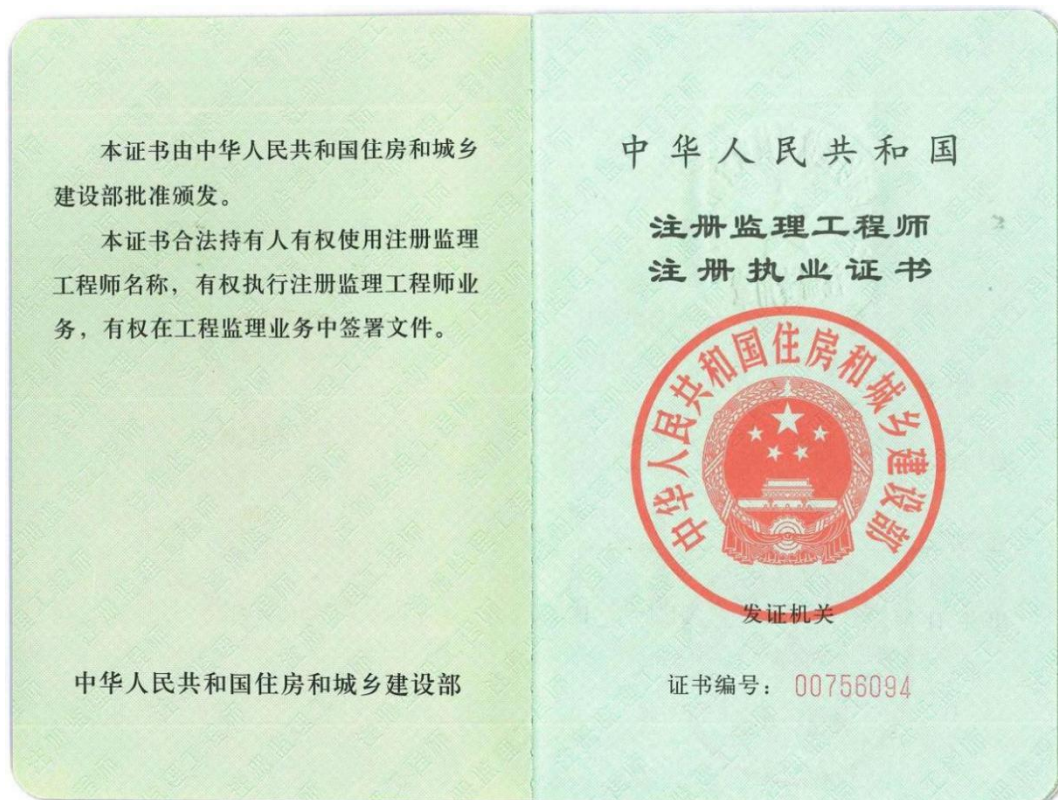 本证书由中华人民共和国住房和城乡
建设部批准颁发。
本证书合法持有人有权使用注册监理
工程师名称，有权执行注册监理工程师业
务，有权在工程监理业务中签署文件。
中华人民共和国住房和城乡建设部
中华人民共和国
注册监理工程师
注册执业证书
中华人民共和国住房和城乡建设部
发证机关
证书编号：00756094